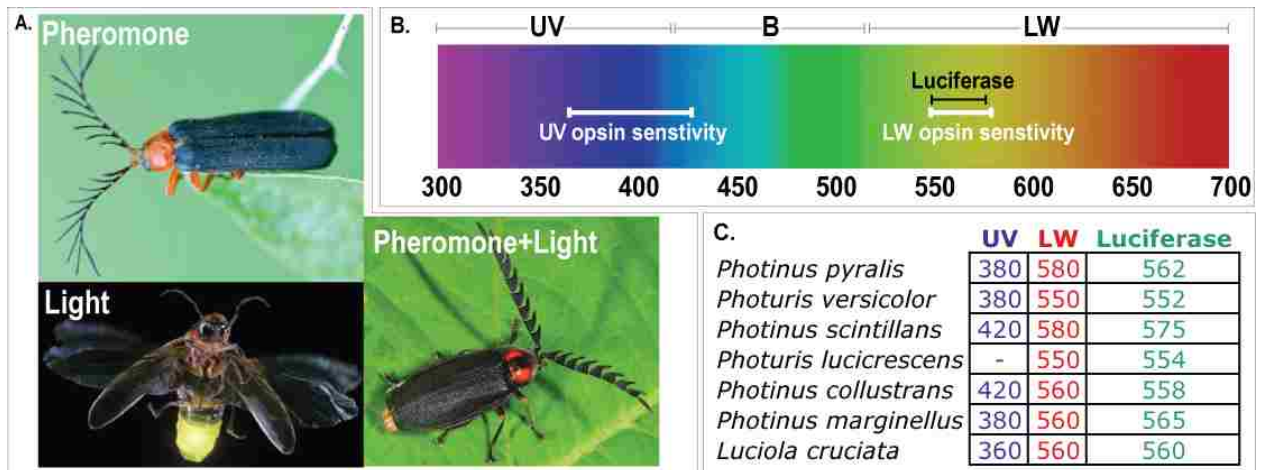 A.
Pheromone
Light
Pheromone+Light
B.
UV B LW
Luciferase
UV opsin senstivity LW opsin senstivity
300 350 400 450 500 550 600 650 700
C.
UV LW Luciferase
Photinus pyralis 380 580 562
Photuris versicolor 380 550 552
Photinus scintillans 420 580 575
Photuris lucicrescens - 550 554
Photinus collustrans 420 560 558
Photinus marginellus 380 560 565
Luciola cruciata 360 560 560